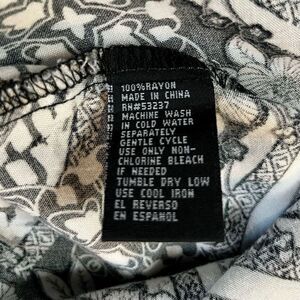 100%RAYON
MADE IN CHINA
RN#53237
MACHINE WASH
IN COLD WATER
SEPARATELY
GENTLE CYCLE
USE ONLY NON-
CHLORINE BLEACH
IF NEEDED
TUMBLE DRY LOW
USE COOL IRON
EL REVERSO
EN ESPANOL